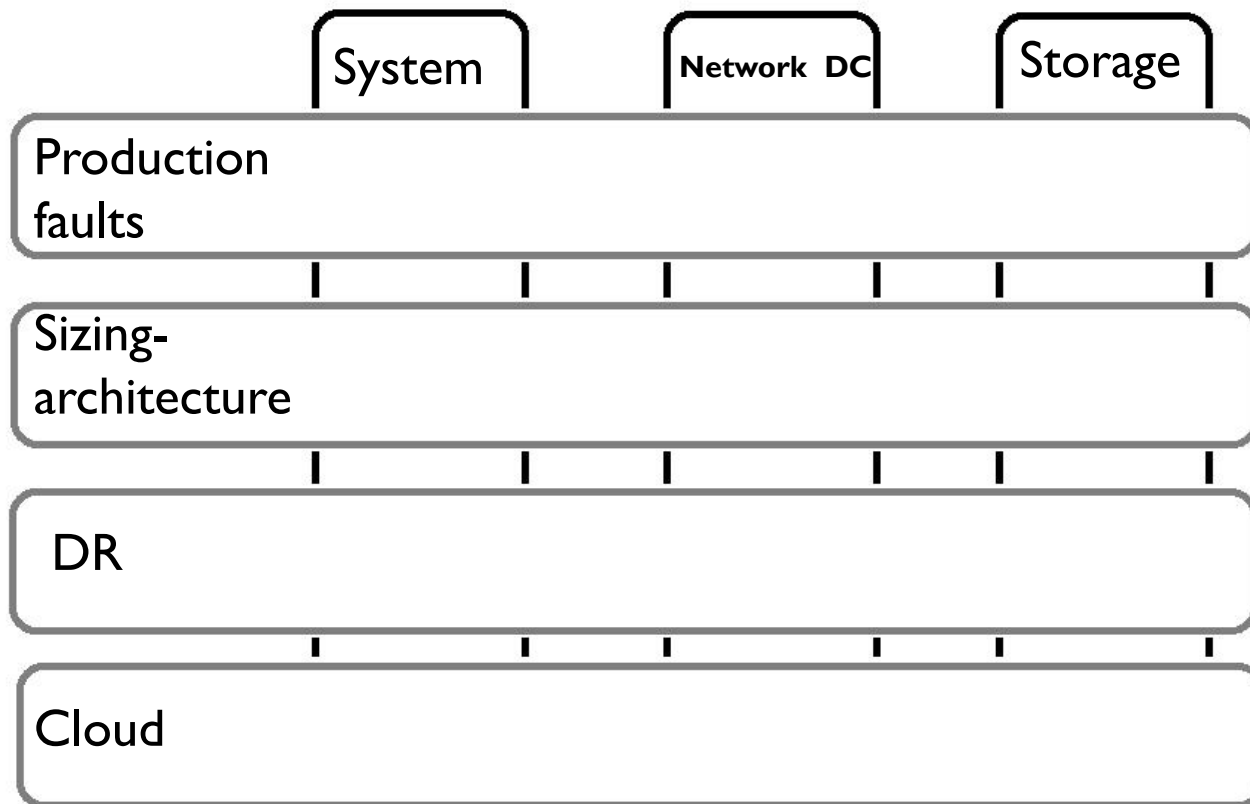 System
Network DC
Storage
Production
faults
Sizing-
architecture
DR
Cloud